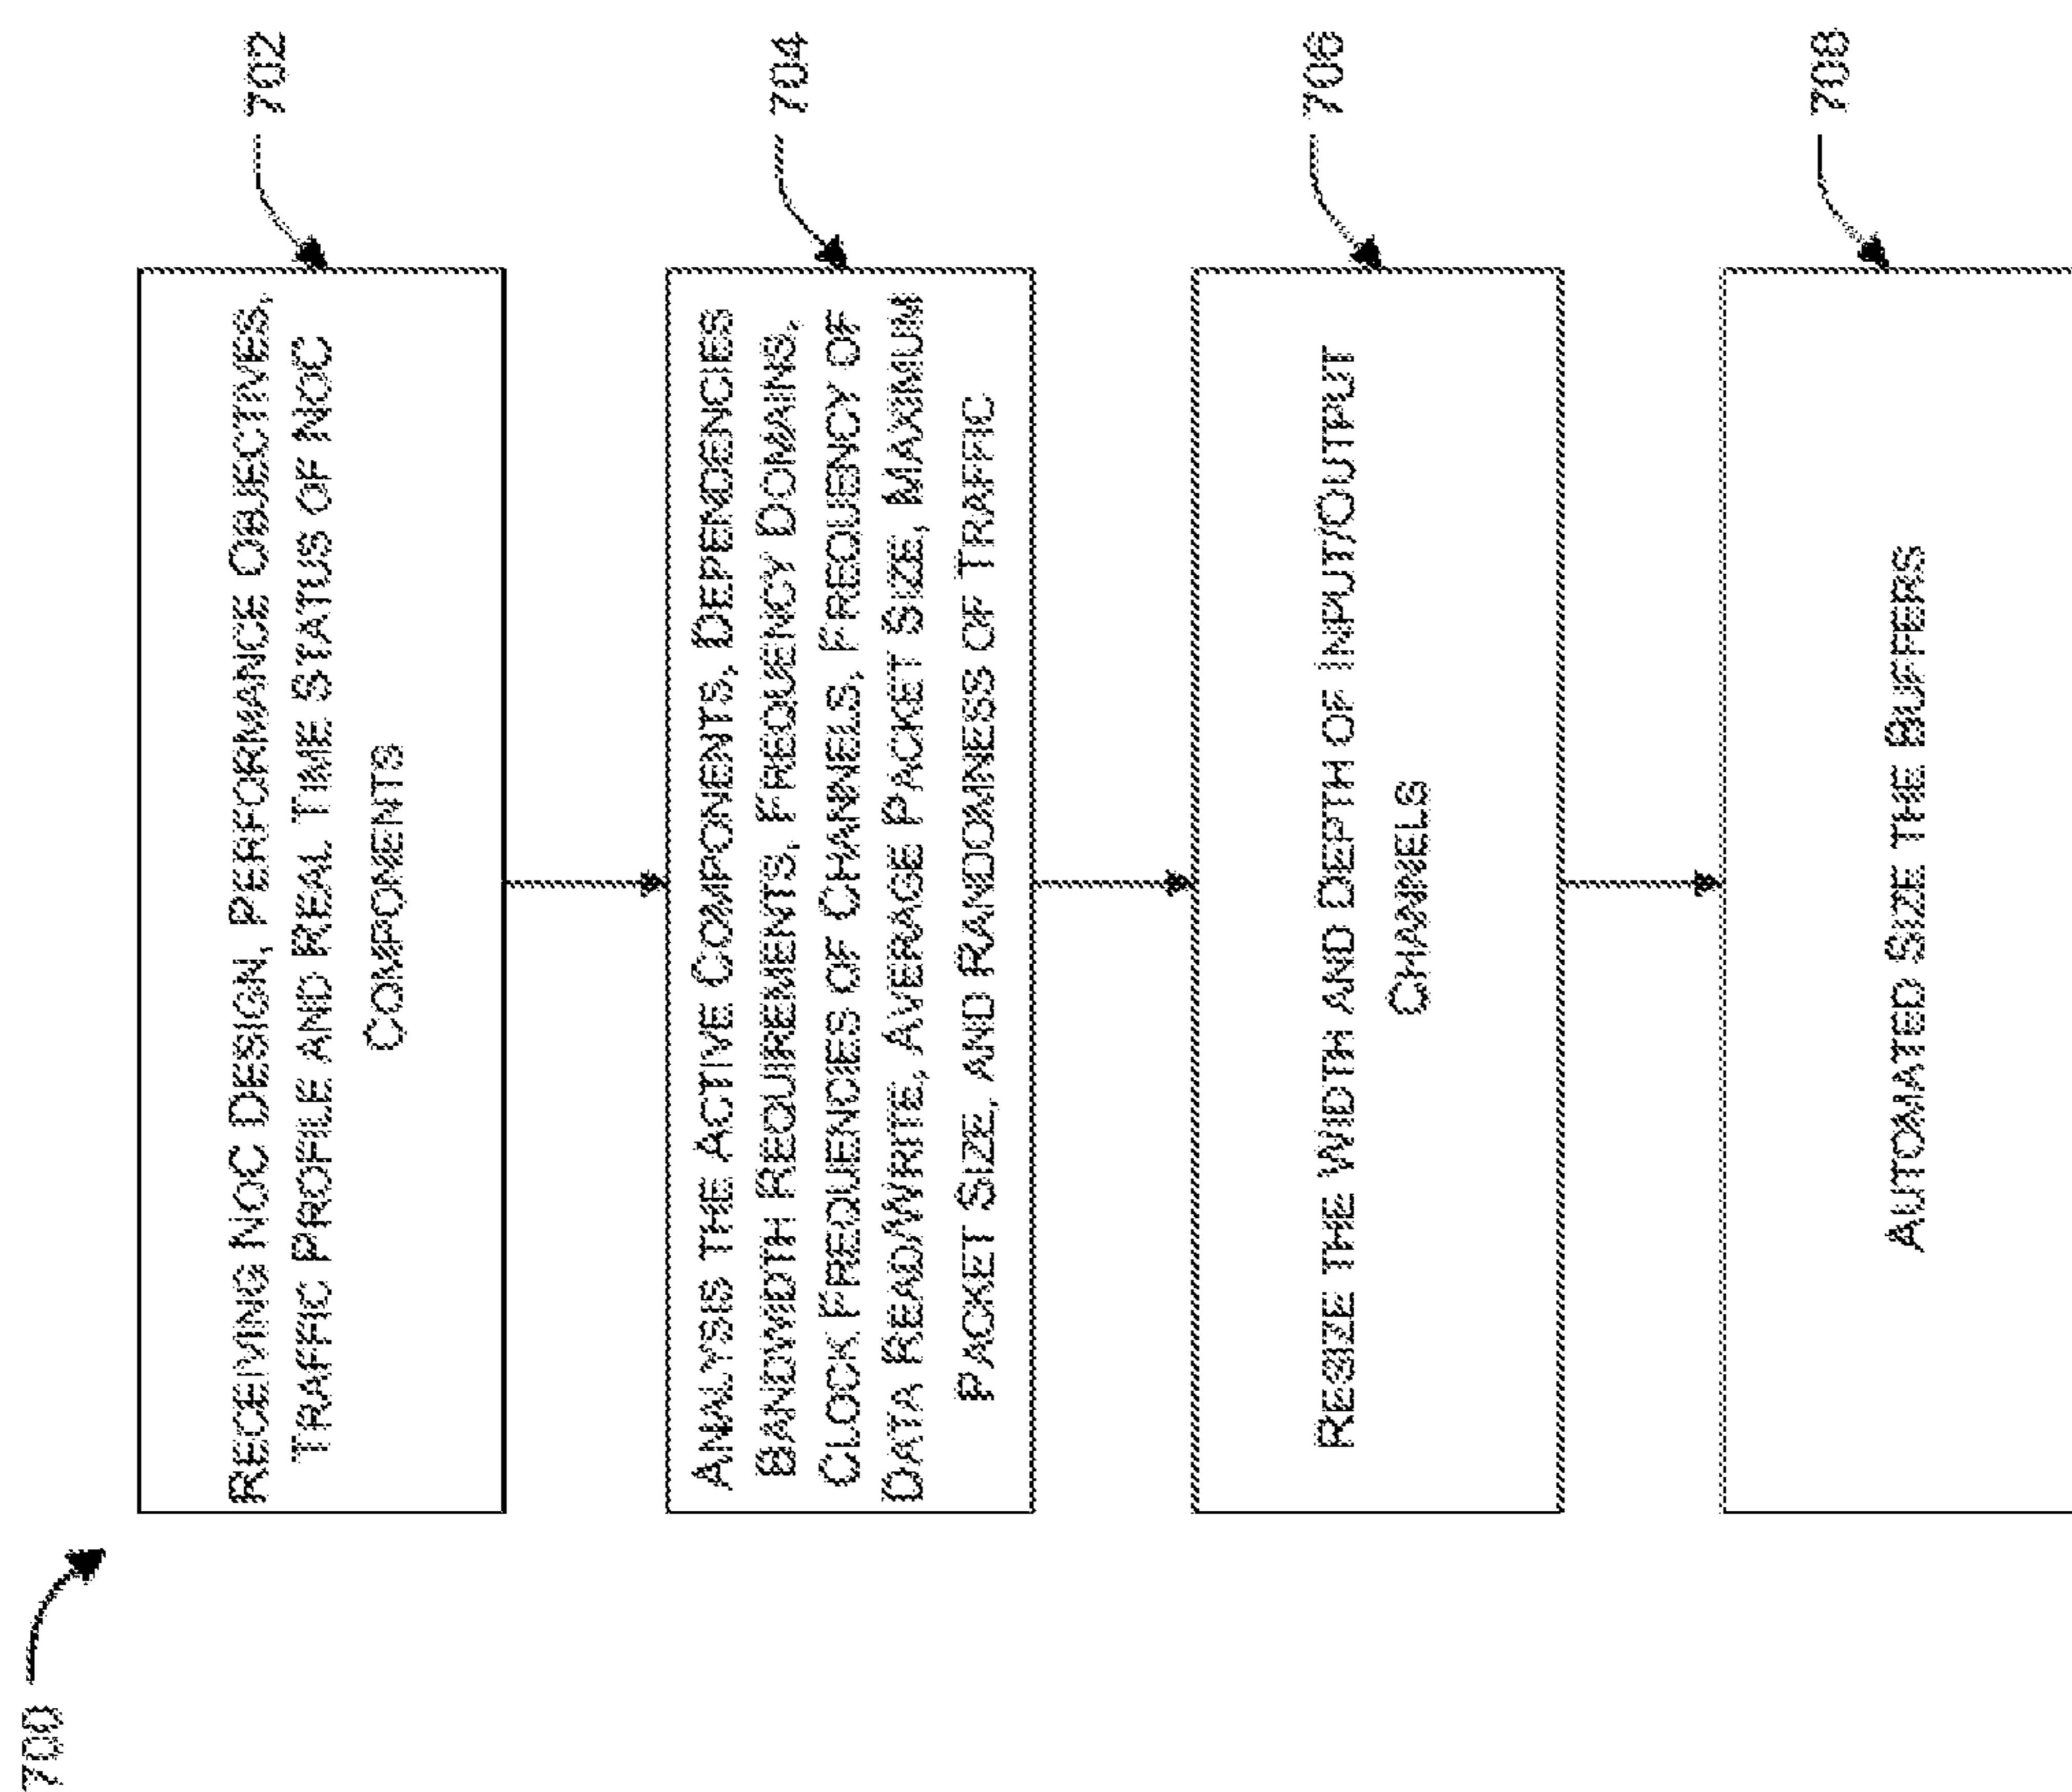 700
702
RECEIVING NOC DESIGN, PERFORMANCE OBJECTIVES,
TRAFFIC PROFILE AND REAL TIME STATUS OF NOC
COMPONENTS
704
ANALYSIS THE ACTIVE COMPONENTS, DEPENDENCIES
BANDWIDTH REQUIREMENTS, FREQUENCY DOMAINS,
CLOCK FREQUENCIES OF CHANNELS, FREQUENCY OF
DATA READ/WRITE, AVERAGE PACKET SIZE, MAXIMUM
PACKET SIZE, AND RANDOMNESS OF TRAFFIC
706
RESIZE THE WIDTH AND DEPTH OF INPUT/OUTPUT
CHANNELS
708
AUTOMATED SIZE THE BUFFERS